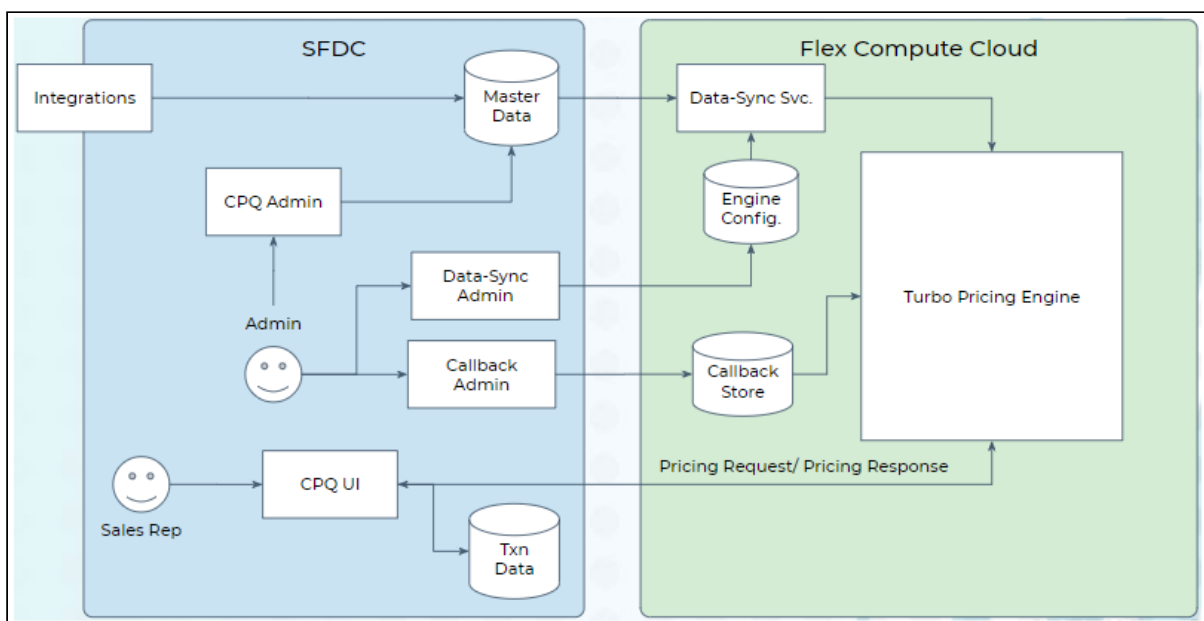 SFDC
Flex Compute Cloud
Integrations
Master
Data
Data-Sync Svc.
CPQ Admin
Engine
Config.
Data-Sync
Admin
Turbo Pricing Engine
Admin
Callback
Admin
Callback
Store
Pricing Request/ Pricing Response
CPQ UI
Sales Rep
Txn
Data